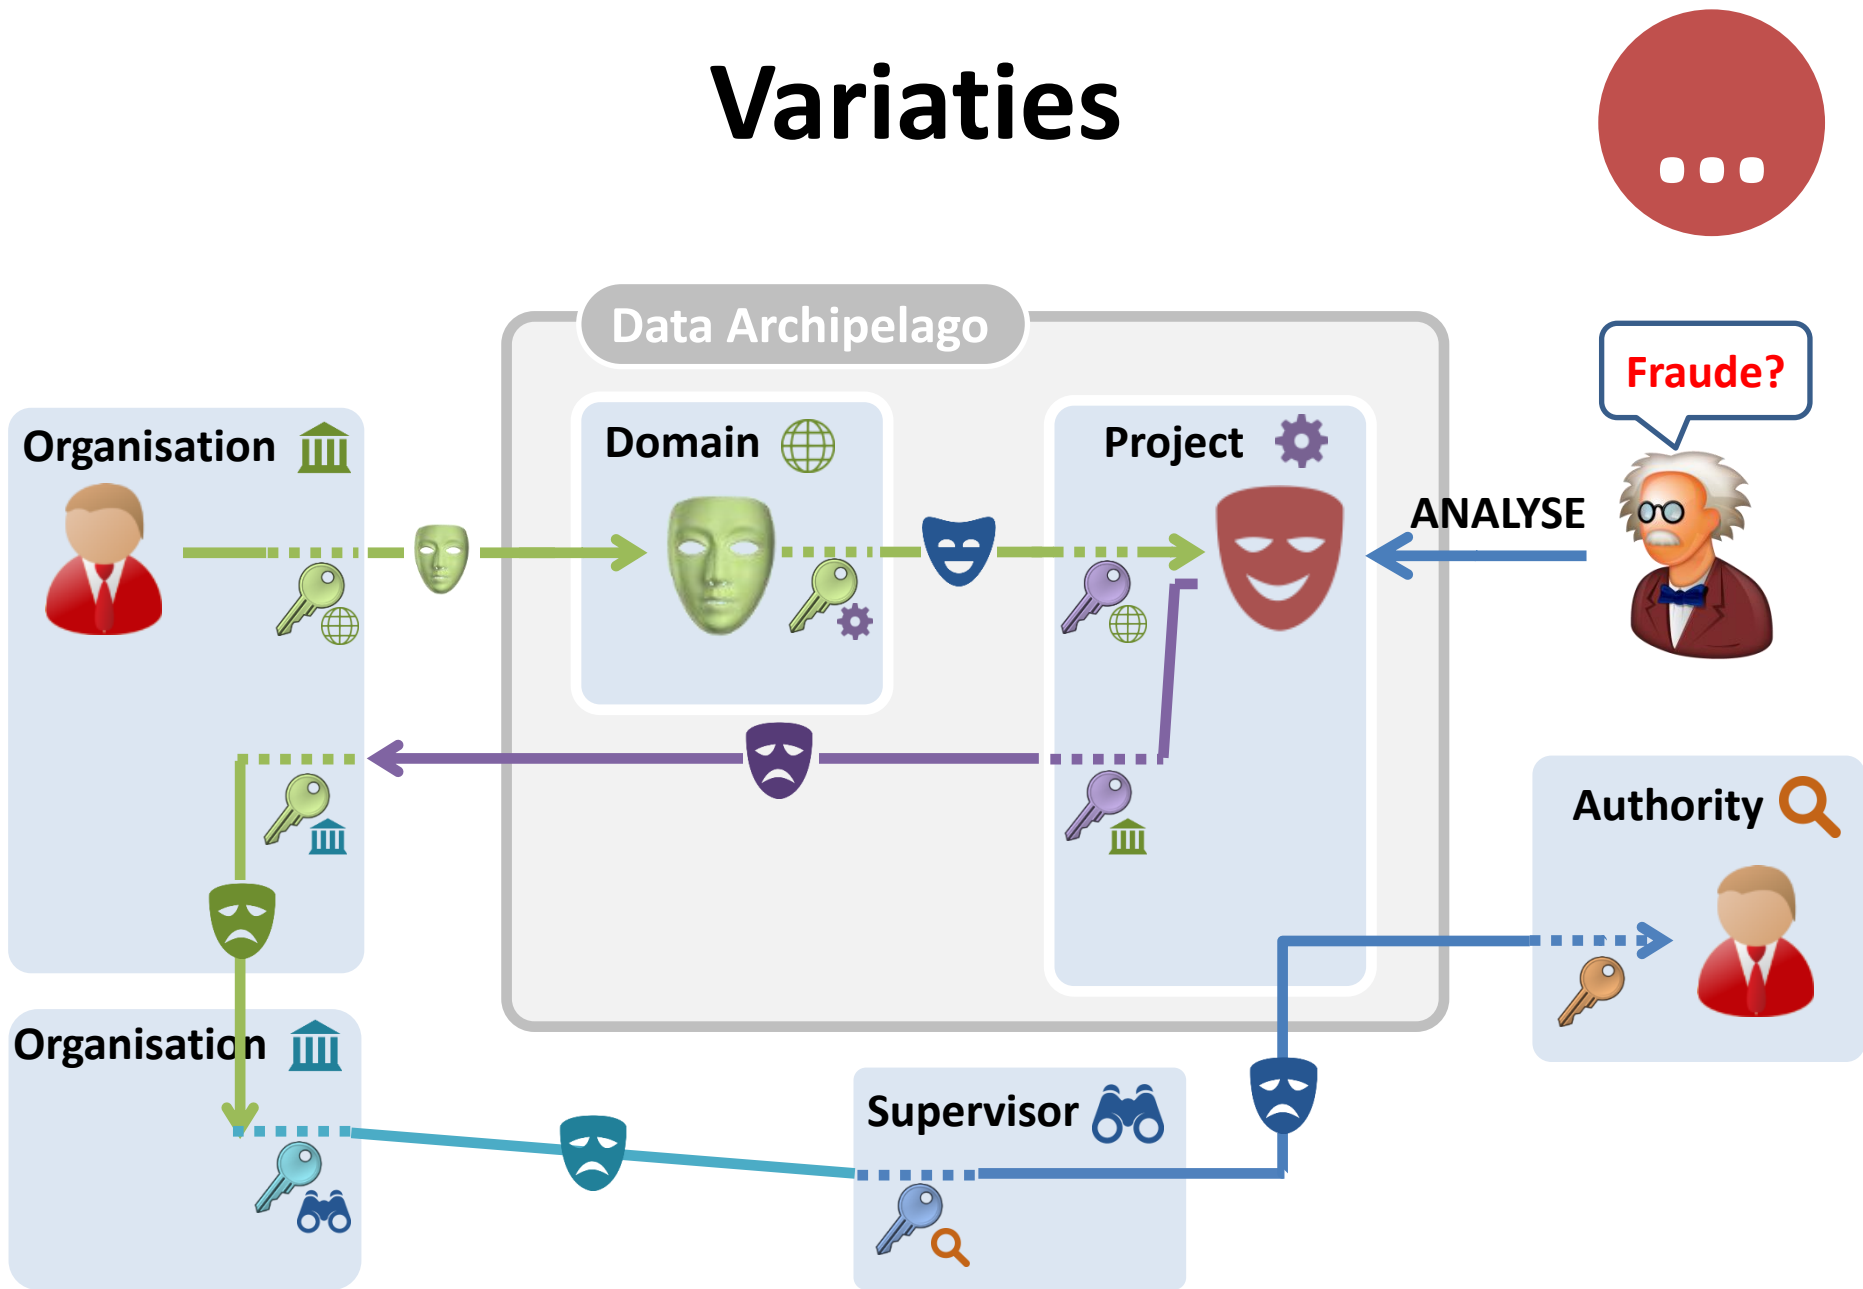 Variaties
...
Data Archipelago
Fraude?
Organisation
Domain
Project
ANALYSE
Authority
Organisation
Supervisor